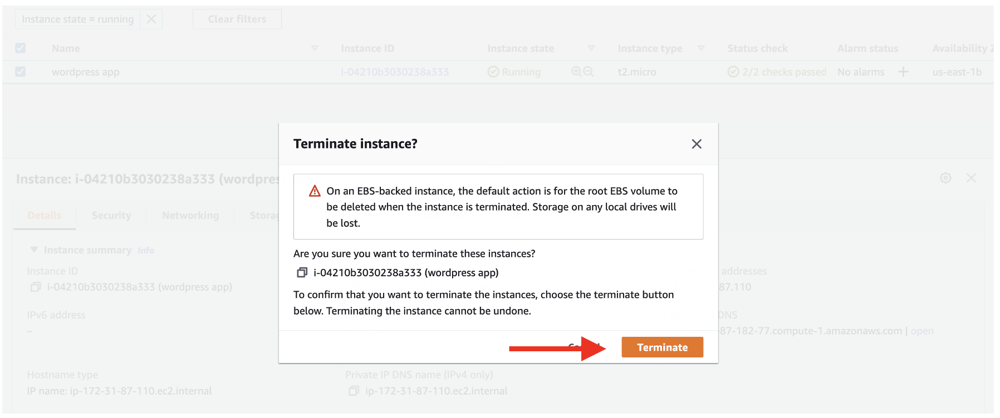 Instance state = running
Clear filters
Name Instance ID Instance state Instance type Status check Alarm status Availability
wordpress app i-04210b3030238a333 Running t2.micro 2/2 checks passed No alarms us-east-1b
Terminate instance?
On an EBS-backed instance, the default action is for the root EBS volume to
be deleted when the instance is terminated. Storage on any local drives will
be lost.
Are you sure you want to terminate these instances?
i-04210b3030238a333 (wordpress app)
To confirm that you want to terminate the instances, choose the terminate button
below. Terminating the instance cannot be undone.
Terminate
Instance: i-04210b3030238a333 (wordpres
Details Security Networking Storag
Instance summary Info
Instance ID
i-04210b3030238a333 (wordpress app)
addresses
87.110
IPv6 address
–
DNS
-87-182-77.compute-1.amazonaws.com | open
Hostname type
IP name: ip-172-31-87-110.ec2.internal
Private IP DNS name (IPv4 only)
ip-172-31-87-110.ec2.internal